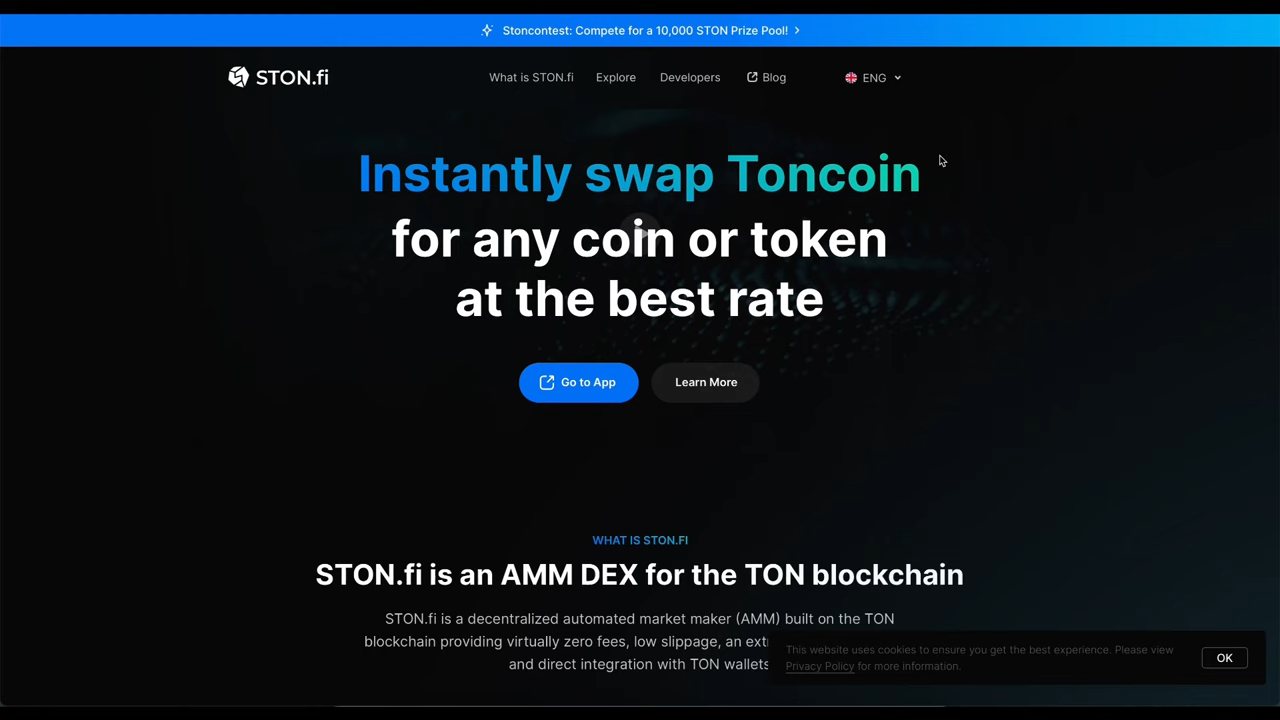 Stoncontest: Compete for a 10,000 STON Prize Pool!
STON.fi
What is STON.fi
Explore
Developers
Blog
ENG
Instantly swap Toncoin
for any coin or token
at the best rate
Go to App
Learn More
WHAT IS STON.FI
STON.fi is an AMM DEX for the TON blockchain
STON.fi is a decentralized automated market maker (AMM) built on the TON
blockchain providing virtually zero fees, low slippage, an
and direct integration with TON wallets
This website uses cookies to ensure you get the best experience. Please view
Privacy Policy for more information.
OK